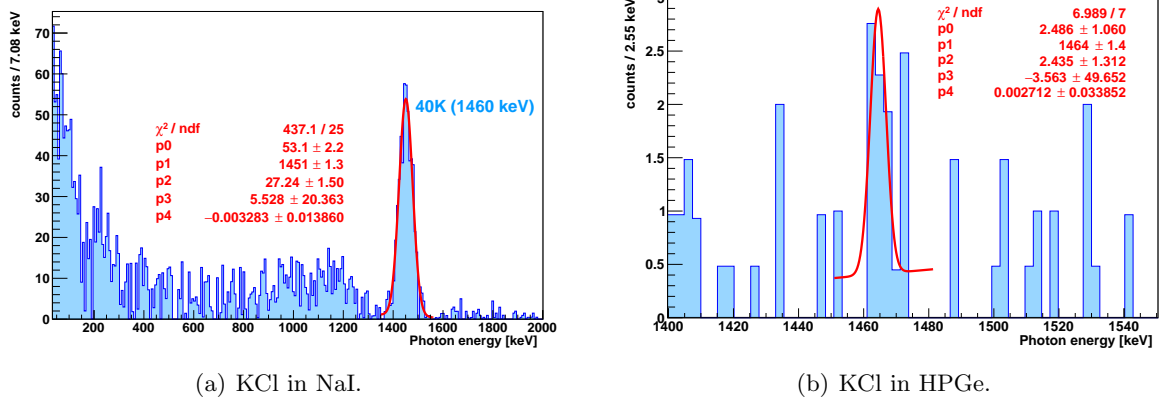 counts / 7.08 keV
70
60
50
40
30
20
10
0
χ² / ndf 437.1 / 25
p0 53.1 ± 2.2
p1 1451 ± 1.3
p2 27.24 ± 1.50
p3 5.528 ± 20.363
p4 −0.003283 ± 0.013860
40K (1460 keV)
200 400 600 800 1000 1200 1400 1600 1800 2000
Photon energy [keV]
(a) KCl in NaI.
counts / 2.55 keV
3
2.5
2
1.5
1
0.5
0
χ² / ndf 6.989 / 7
p0 2.486 ± 1.060
p1 1464 ± 1.4
p2 2.435 ± 1.312
p3 −3.563 ± 49.652
p4 0.002712 ± 0.033852
1400 1420 1440 1460 1480 1500 1520 1540
Photon energy [keV]
(b) KCl in HPGe.